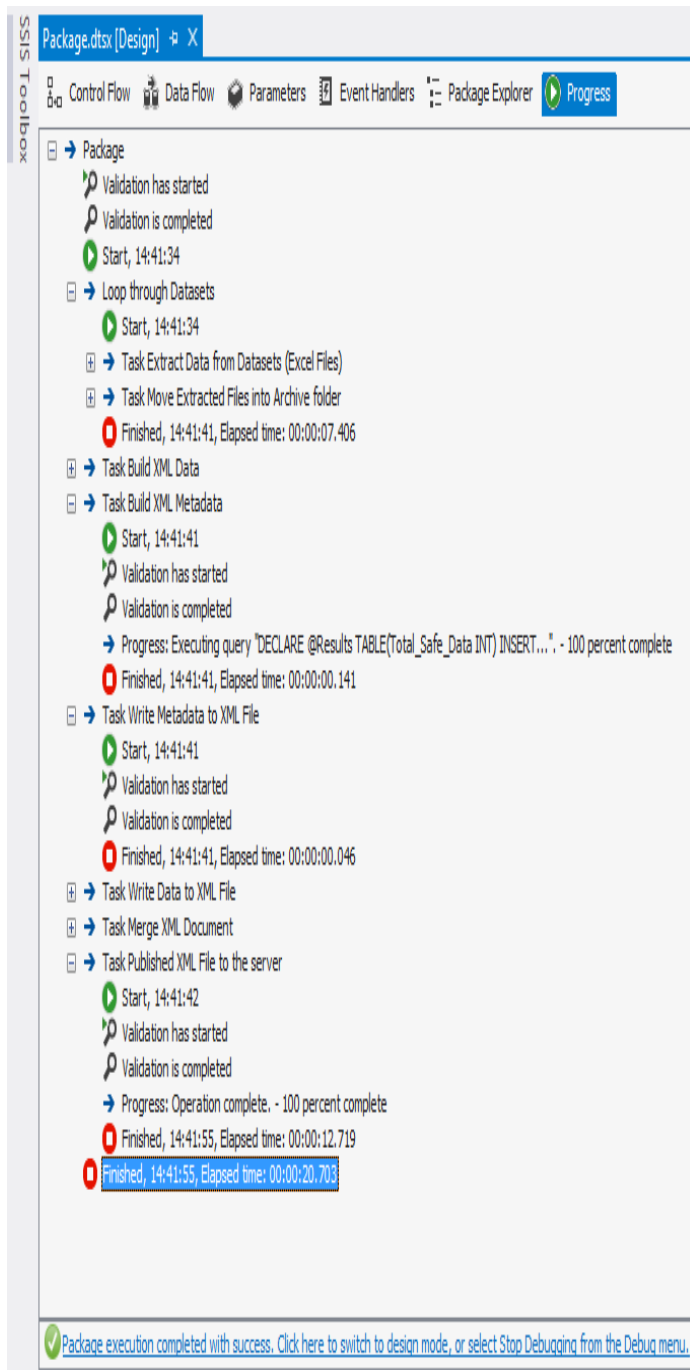 SSIS Toolbox
Package.dtsx [Design]
Control Flow Data Flow Parameters Event Handlers Package Explorer Progress
Package
Validation has started
Validation is completed
Start, 14:41:34
Loop through Datasets
Start, 14:41:34
Task Extract Data from Datasets (Excel Files)
Task Move Extracted Files into Archive folder
Finished, 14:41:41, Elapsed time: 00:00:07.406
Task Build XML Data
Task Build XML Metadata
Start, 14:41:41
Validation has started
Validation is completed
Progress: Executing query "DECLARE @Results TABLE(Total_Safe_Data INT) INSERT...". - 100 percent complete
Finished, 14:41:41, Elapsed time: 00:00:00.141
Task Write Metadata to XML File
Start, 14:41:41
Validation has started
Validation is completed
Finished, 14:41:41, Elapsed time: 00:00:00.046
Task Write Data to XML File
Task Merge XML Document
Task Published XML File to the server
Start, 14:41:42
Validation has started
Validation is completed
Progress: Operation complete. - 100 percent complete
Finished, 14:41:55, Elapsed time: 00:00:12.719
Finished, 14:41:55, Elapsed time: 00:00:20.703
Package execution completed with success. Click here to switch to design mode, or select Stop Debugging from the Debug menu.